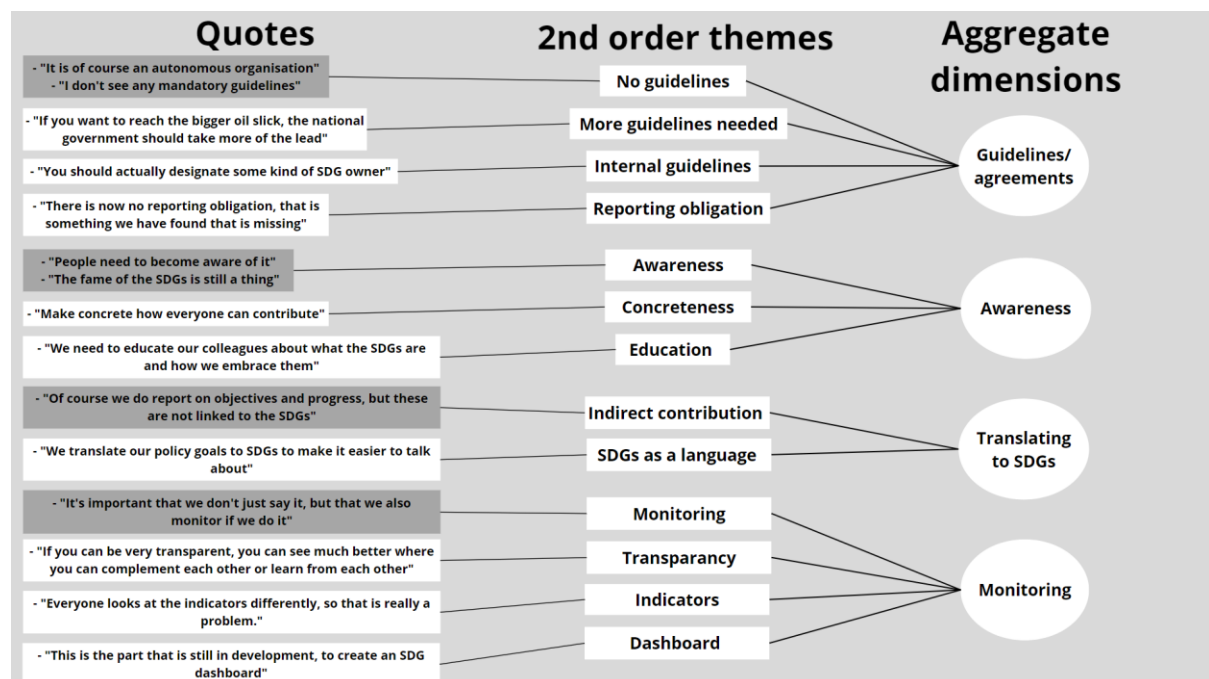 Quotes
2nd order themes
Aggregate
dimensions
- "It is of course an autonomous organisation"
- "I don't see any mandatory guidelines"
No guidelines
- "If you want to reach the bigger oil slick, the national
government should take more of the lead"
More guidelines needed
- "You should actually designate some kind of SDG owner"
Internal guidelines
- "There is now no reporting obligation, that is
something we have found that is missing"
Reporting obligation
Guidelines/
agreements
- "People need to become aware of it"
- "The fame of the SDGs is still a thing"
Awareness
- "Make concrete how everyone can contribute"
Concreteness
- "We need to educate our colleagues about what the SDGs are
and how we embrace them"
Education
Awareness
- "Of course we do report on objectives and progress, but these
are not linked to the SDGs"
Indirect contribution
- "We translate our policy goals to SDGs to make it easier to talk
about"
SDGs as a language
Translating
to SDGs
- "It's important that we don't just say it, but that we also
monitor if we do it"
Monitoring
- "If you can be very transparent, you can see much better where
you can complement each other or learn from each other"
Transparancy
- "Everyone looks at the indicators differently, so that is really a
problem."
Indicators
- "This is the part that is still in development, to create an SDG
dashboard"
Dashboard
Monitoring